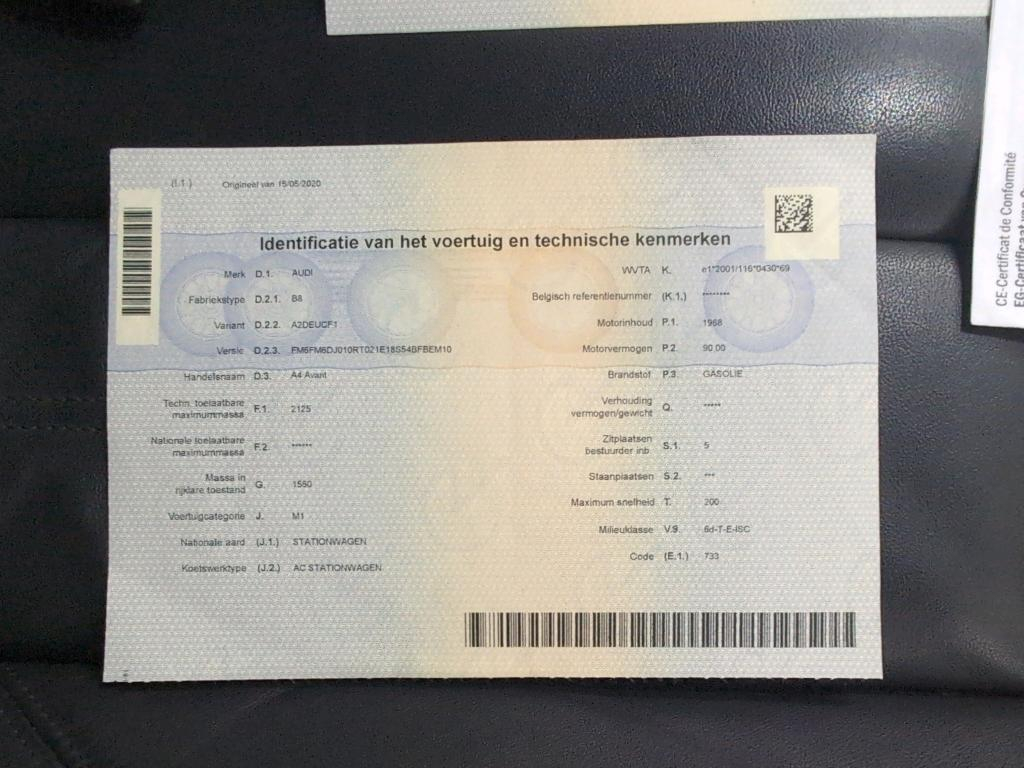 (I.1.) Origineel van 15/05/2020
Identificatie van het voertuig en technische kenmerken
Merk D.1. AUDI
Fabriekstype D.2.1. B8
Variant D.2.2. A2DEUCF1
Versie D.2.3. FM6FM6DJ010RT021E18S54BFBEM10
Handelsnaam D.3. A4 Avant
Techn. toelaatbare
maximummassa F.1. 2125
Nationale toelaatbare
maximummassa F.2. ******
Massa in
rijklare toestand G. 1550
Voertuigcategorie J. M1
Nationale aard (J.1.) STATIONWAGEN
Koetswerktype (J.2.) AC STATIONWAGEN
WVTA K. e1*2001/116*0430*69
Belgisch referentienummer (K.1.) ********
Motorinhoud P.1. 1968
Motorvermogen P.2. 90.00
Brandstof P.3. GASOLIE
Verhouding
vermogen/gewicht Q. *****
Zitplaatsen
bestuurder inb. S.1. 5
Staanplaatsen S.2. ***
Maximum snelheid T. 200
Milieuklasse V.9. 6d-T-E-ISC
Code (E.1.) 733
CE-Certificat de Conformité